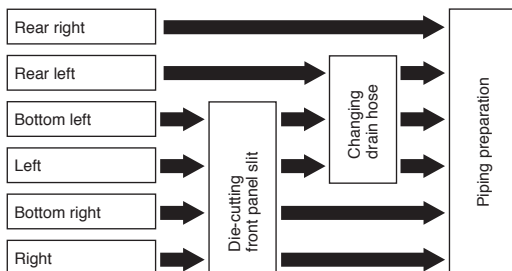 Rear right
Rear left
Bottom left
Left
Bottom right
Right
Die-cutting
front panel slit
Changing
drain hose
Piping preparation